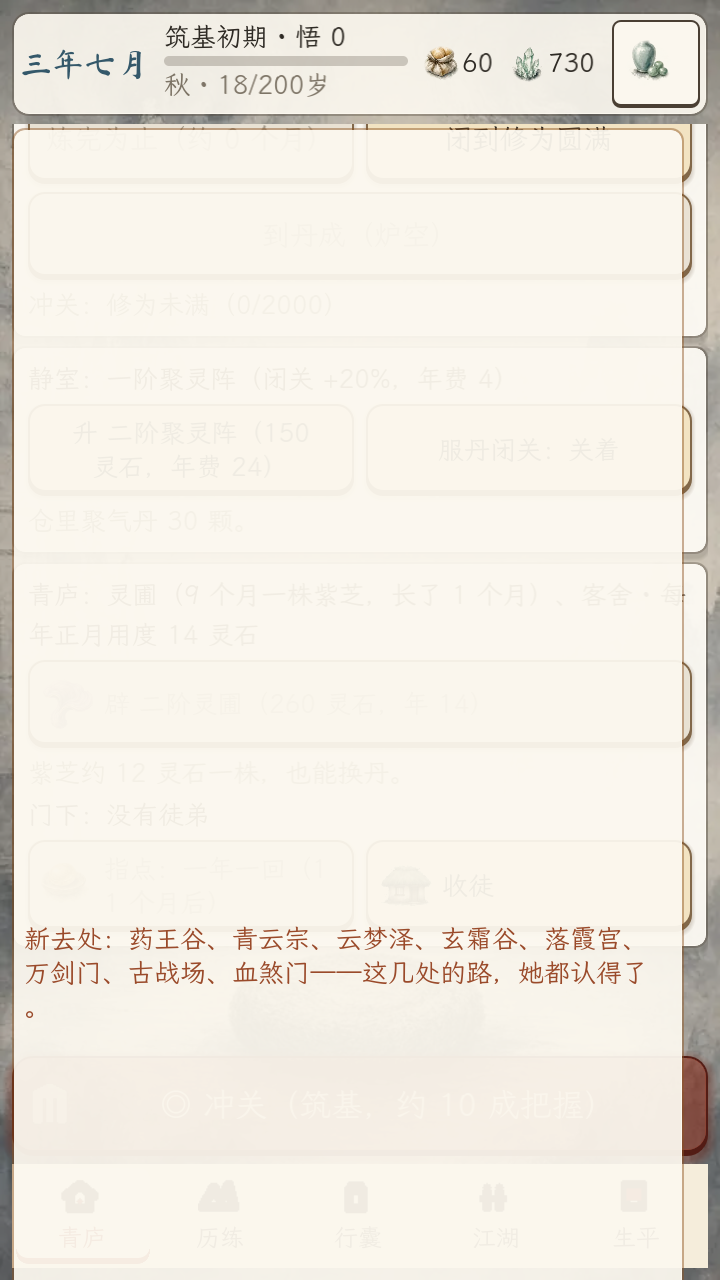 三年七月
筑基初期・悟 0
秋・18/200岁
60
730
炼完为止（约 0 个月）
闭到修为圆满
到丹成（炉空）
冲关：修为未满（0/2000）
静室：一阶聚灵阵（闭关 +20%，年费 4）
升 二阶聚灵阵（150
灵石，年费 24）
服丹闭关：关着
仓里聚气丹 30 颗。
青庐：灵圃（9 个月一株紫芝，长了 1 个月）、客舍・每
年正月用度 14 灵石
二阶灵圃（260 灵石，年 14）
紫芝约 12 灵石一株，也能换丹。
门下：没有徒弟
指点 一年一回（1
1 个月后）
收徒
新去处：药王谷、青云宗、云梦泽、玄霜谷、落霞宫、
万剑门、古战场、血煞门——这几处的路，她都认得了
。
◎ 冲关（筑基，约 10 成把握）
青庐
历练
行囊
江湖
生平